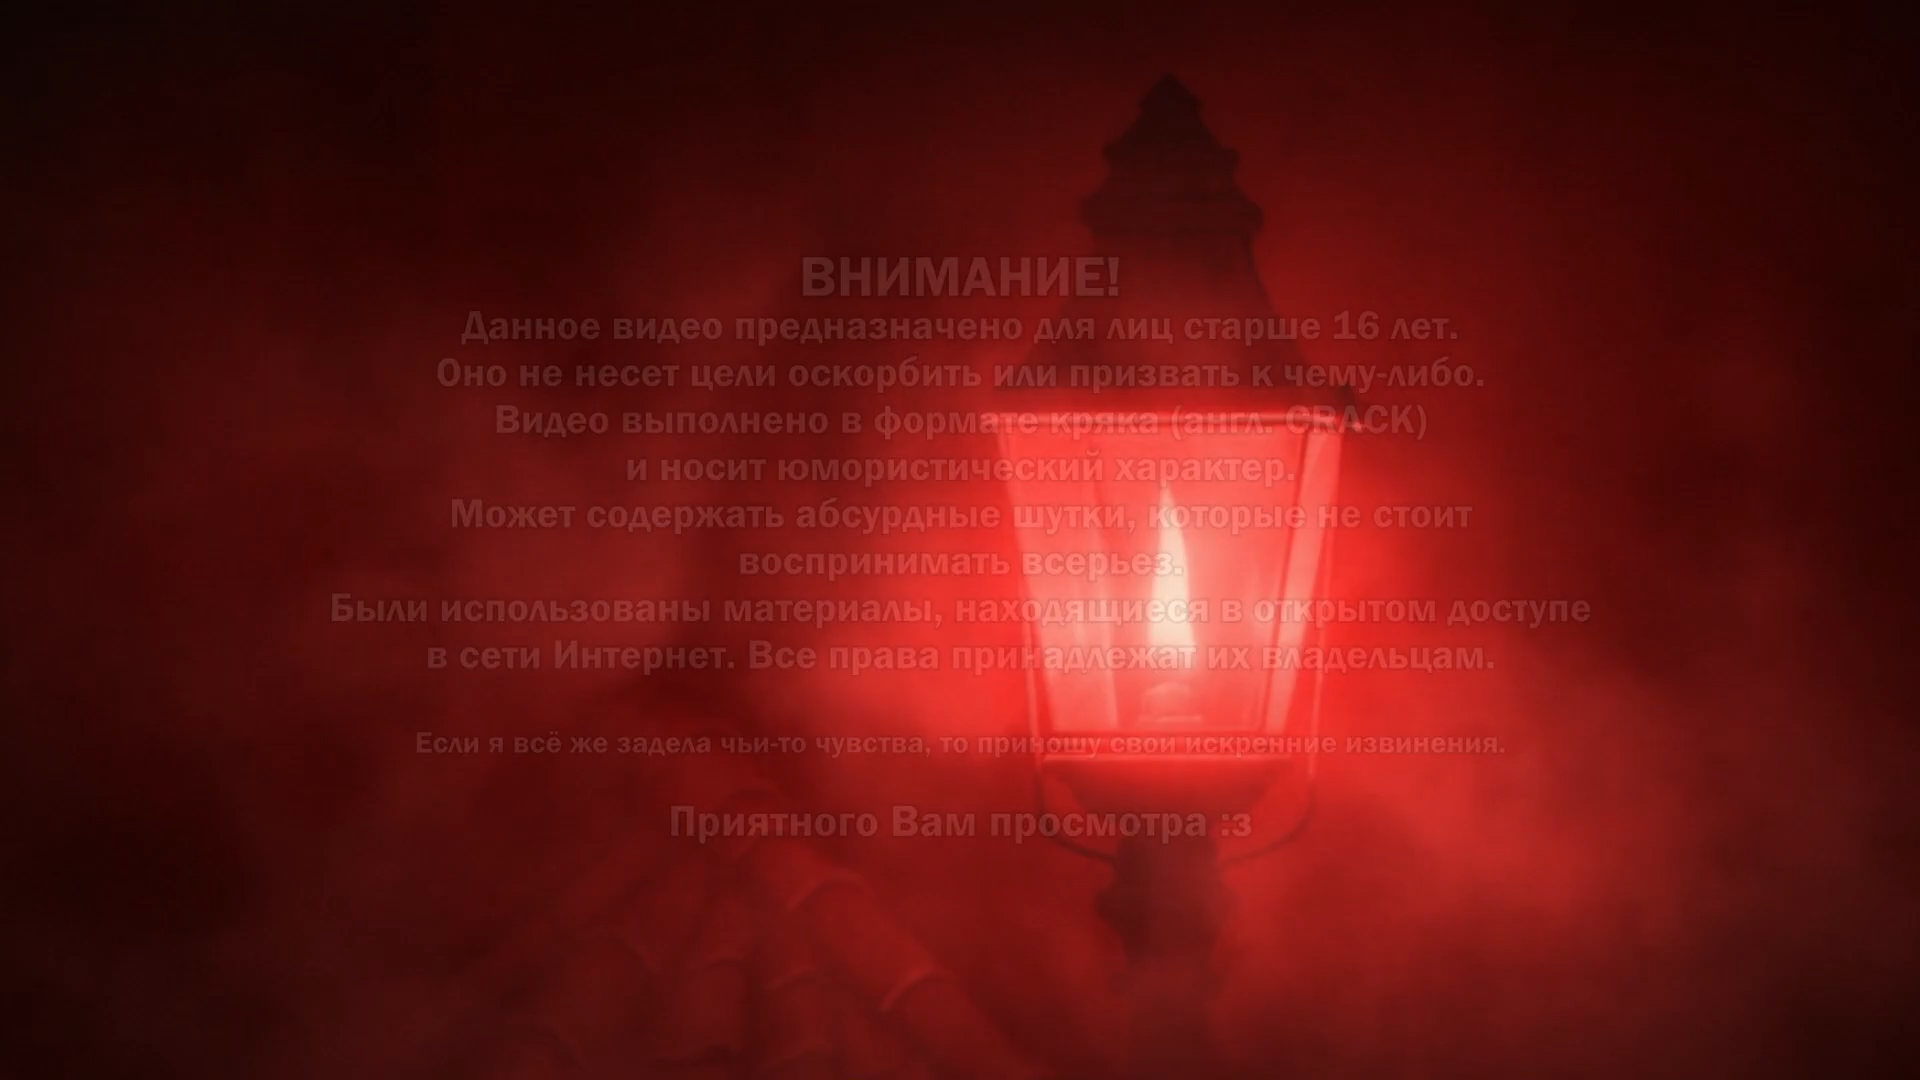 ВНИМАНИЕ!
Данное видео предназначено для лиц старше 16 лет.
Оно не несет цели оскорбить или призвать к чему-либо.
Видео выполнено в формате кряка (англ. CRACK)
и носит юмористический характер.
Может содержать абсурдные шутки, которые не стоит
воспринимать всерьез.
Были использованы материалы, находящиеся в открытом доступе
в сети Интернет. Все права принадлежат их владельцам.
Если я всё же задела чьи-то чувства, то приношу свои искренние извинения.
Приятного Вам просмотра :з